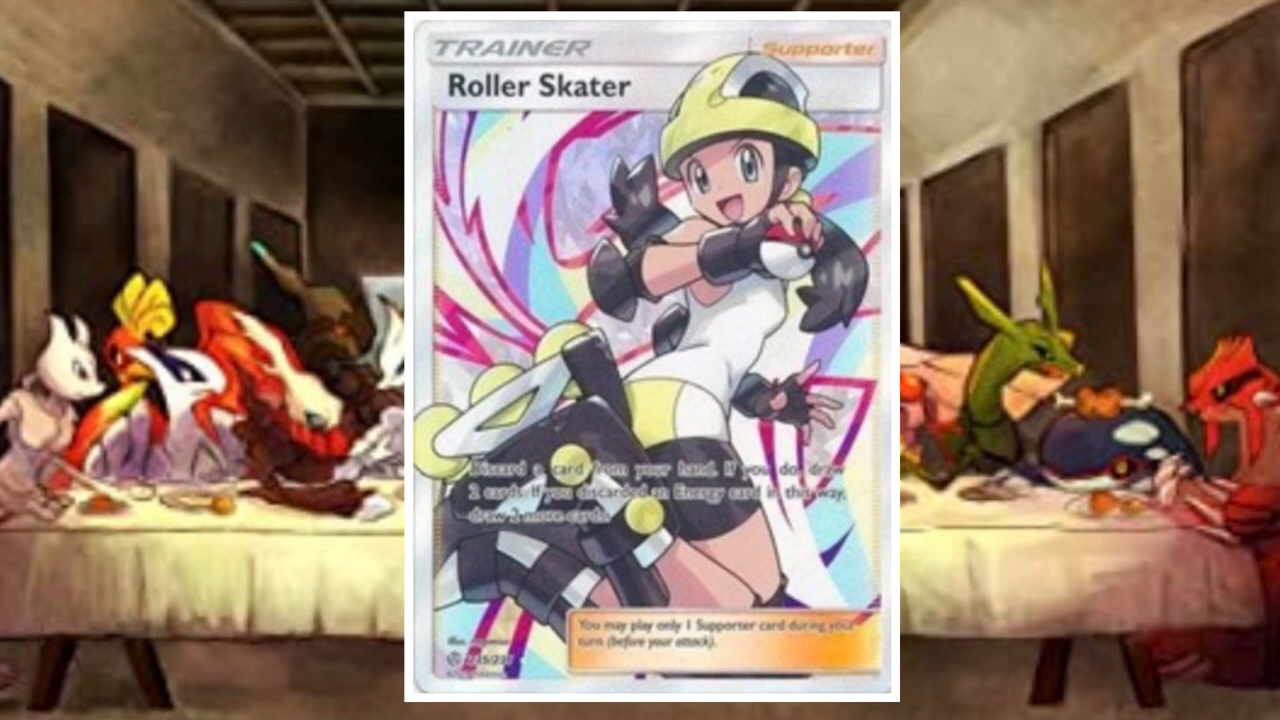 TRAINER
Supporter
Roller Skater
Discard a card from your hand. If you do, draw
2 cards. If you discarded an Energy card in this way,
draw 2 more cards.
You may play only 1 Supporter card during your
turn (before your attack).